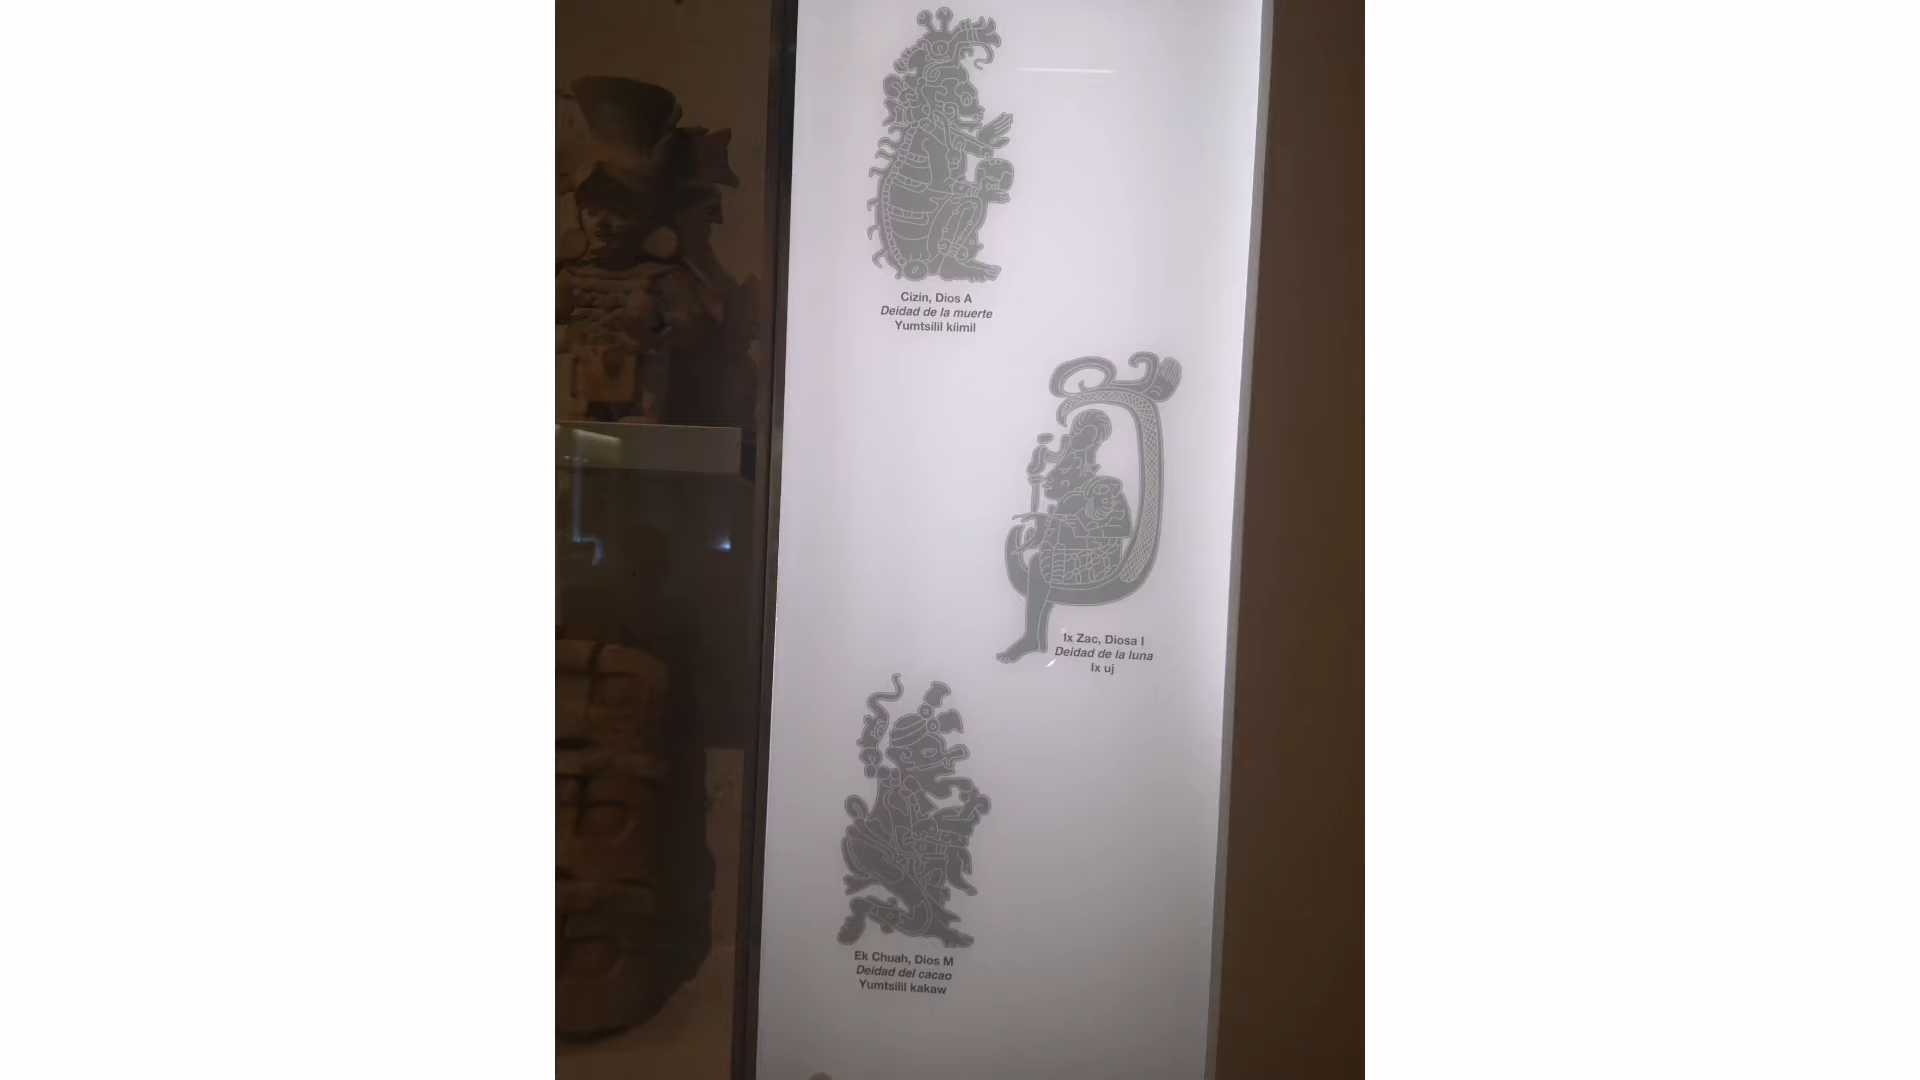 Cizin, Dios A
Deidad de la muerte
Yumtsilil kíimil
Ix Zac, Diosa I
Deidad de la luna
Ix uj
Ek Chuah, Dios M
Deidad del cacao
Yumtsilil kakaw